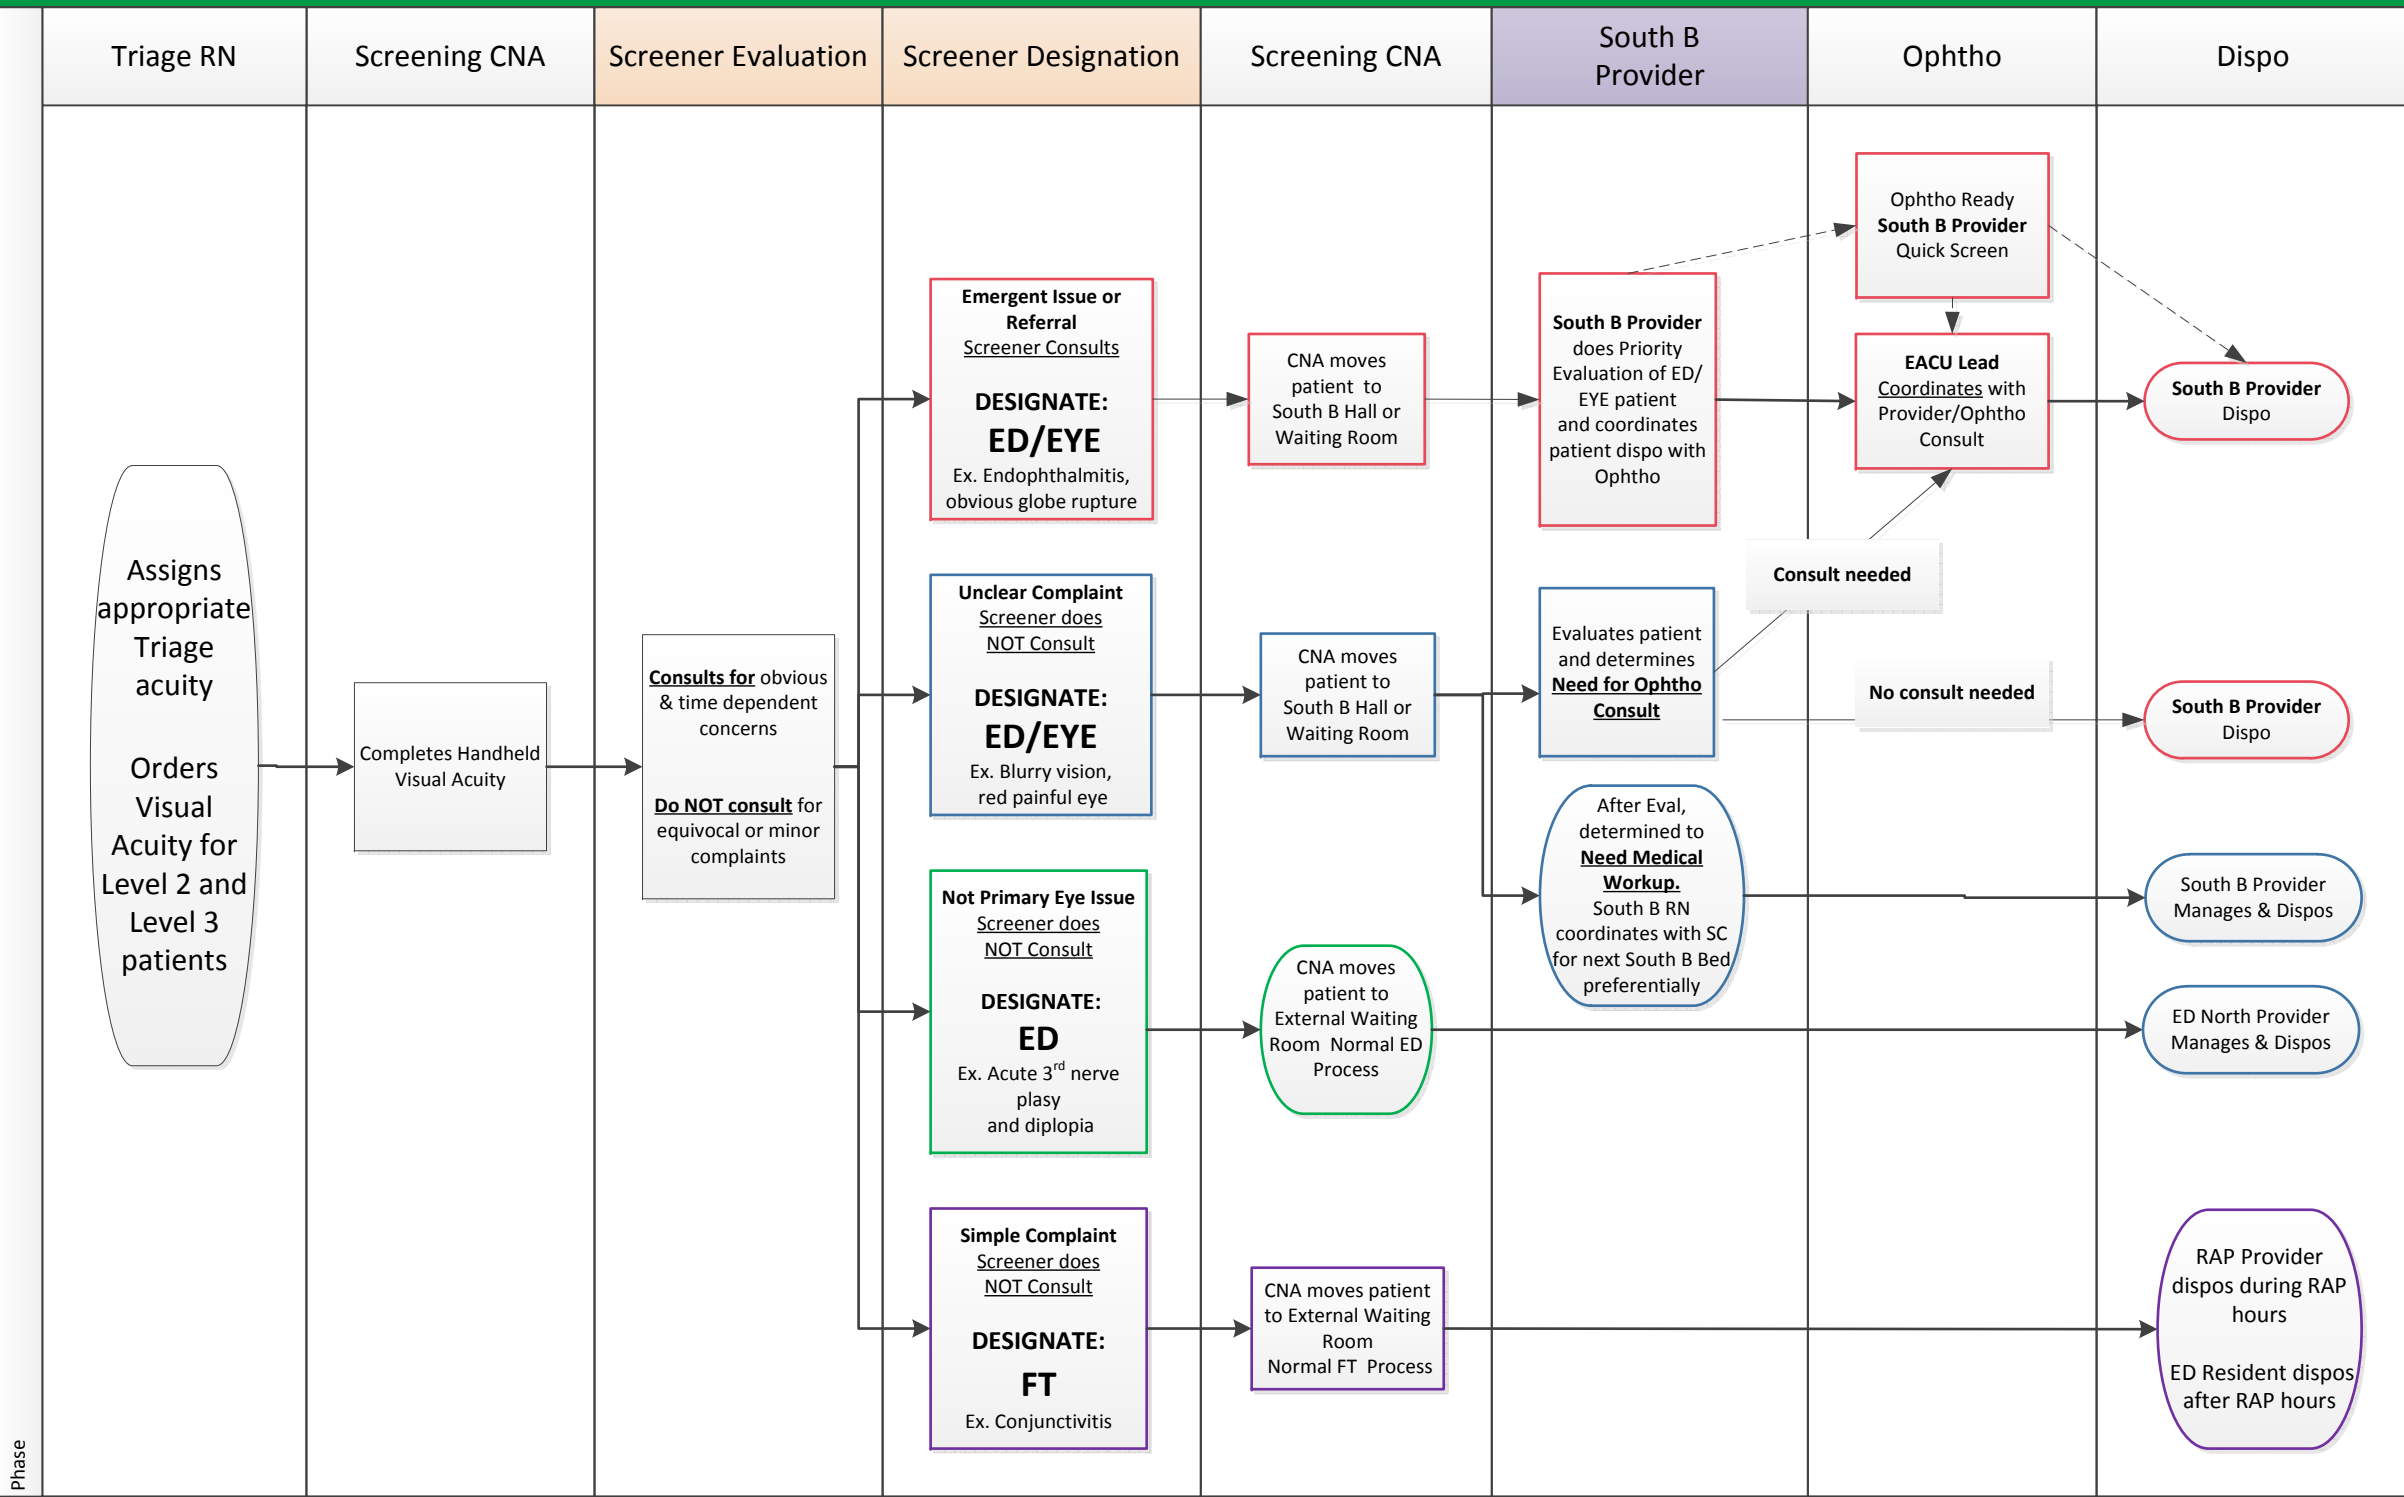 Triage RN
Screening CNA
Screener Evaluation
Screener Designation
Screening CNA
South B
Provider
Ophtho
Dispo
Phase
Assigns
appropriate
Triage
acuity
Orders
Visual
Acuity for
Level 2 and
Level 3
patients
Completes Handheld
Visual Acuity
Consults for obvious
& time dependent
concerns
Do NOT consult for
equivocal or minor
complaints
Emergent Issue or
Referral
Screener Consults
DESIGNATE:
ED/EYE
Ex. Endophthalmitis,
obvious globe rupture
CNA moves
patient to
South B Hall or
Waiting Room
South B Provider
does Priority
Evaluation of ED/
EYE patient
and coordinates
patient dispo with
Ophtho
Ophtho Ready
South B Provider
Quick Screen
EACU Lead
Coordinates with
Provider/Ophtho
Consult
South B Provider
Dispo
Unclear Complaint
Screener does
NOT Consult
DESIGNATE:
ED/EYE
Ex. Blurry vision,
red painful eye
CNA moves
patient to
South B Hall or
Waiting Room
Evaluates patient
and determines
Need for Ophtho
Consult
Consult needed
No consult needed
South B Provider
Dispo
After Eval,
determined to
Need Medical
Workup.
South B RN
coordinates with SC
for next South B Bed
preferentially
South B Provider
Manages & Dispos
Not Primary Eye Issue
Screener does
NOT Consult
DESIGNATE:
ED
Ex. Acute 3rd nerve
plasy
and diplopia
CNA moves
patient to
External Waiting
Room Normal ED
Process
ED North Provider
Manages & Dispos
Simple Complaint
Screener does
NOT Consult
DESIGNATE:
FT
Ex. Conjunctivitis
CNA moves patient
to External Waiting
Room
Normal FT Process
RAP Provider
dispos during RAP
hours
ED Resident dispos
after RAP hours